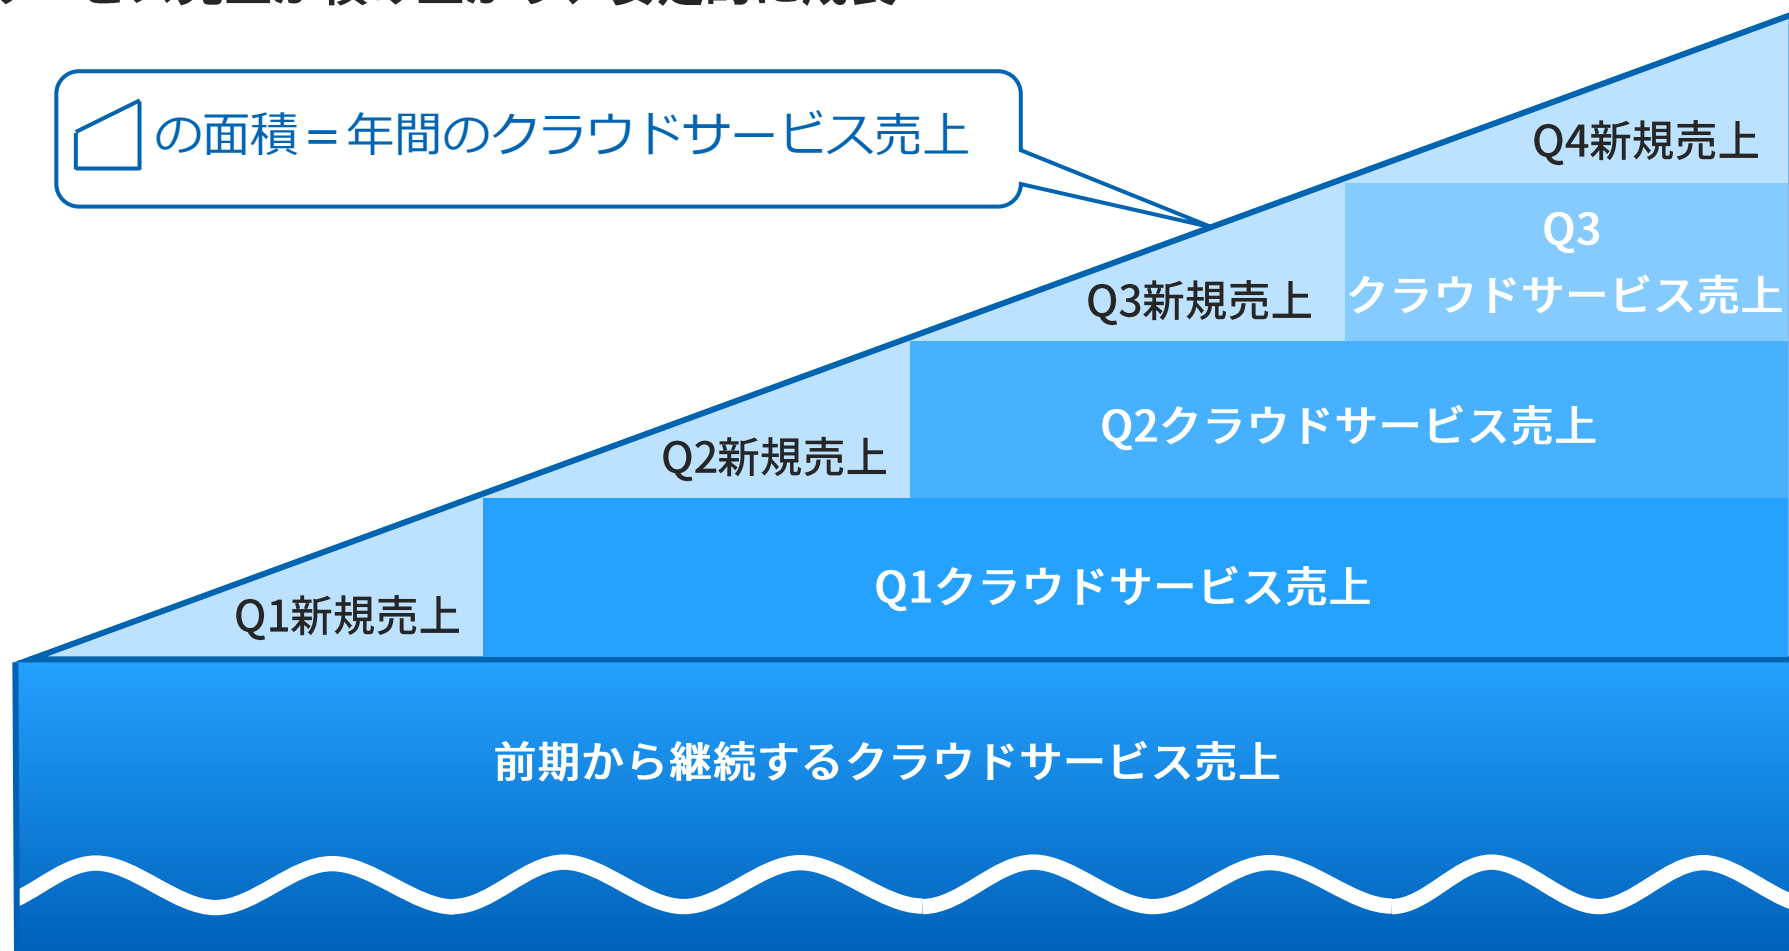 の面積＝年間のクラウドサービス売上
Q4新規売上
Q3
クラウドサービス売上
Q3新規売上
Q2クラウドサービス売上
Q2新規売上
Q1クラウドサービス売上
Q1新規売上
前期から継続するクラウドサービス売上